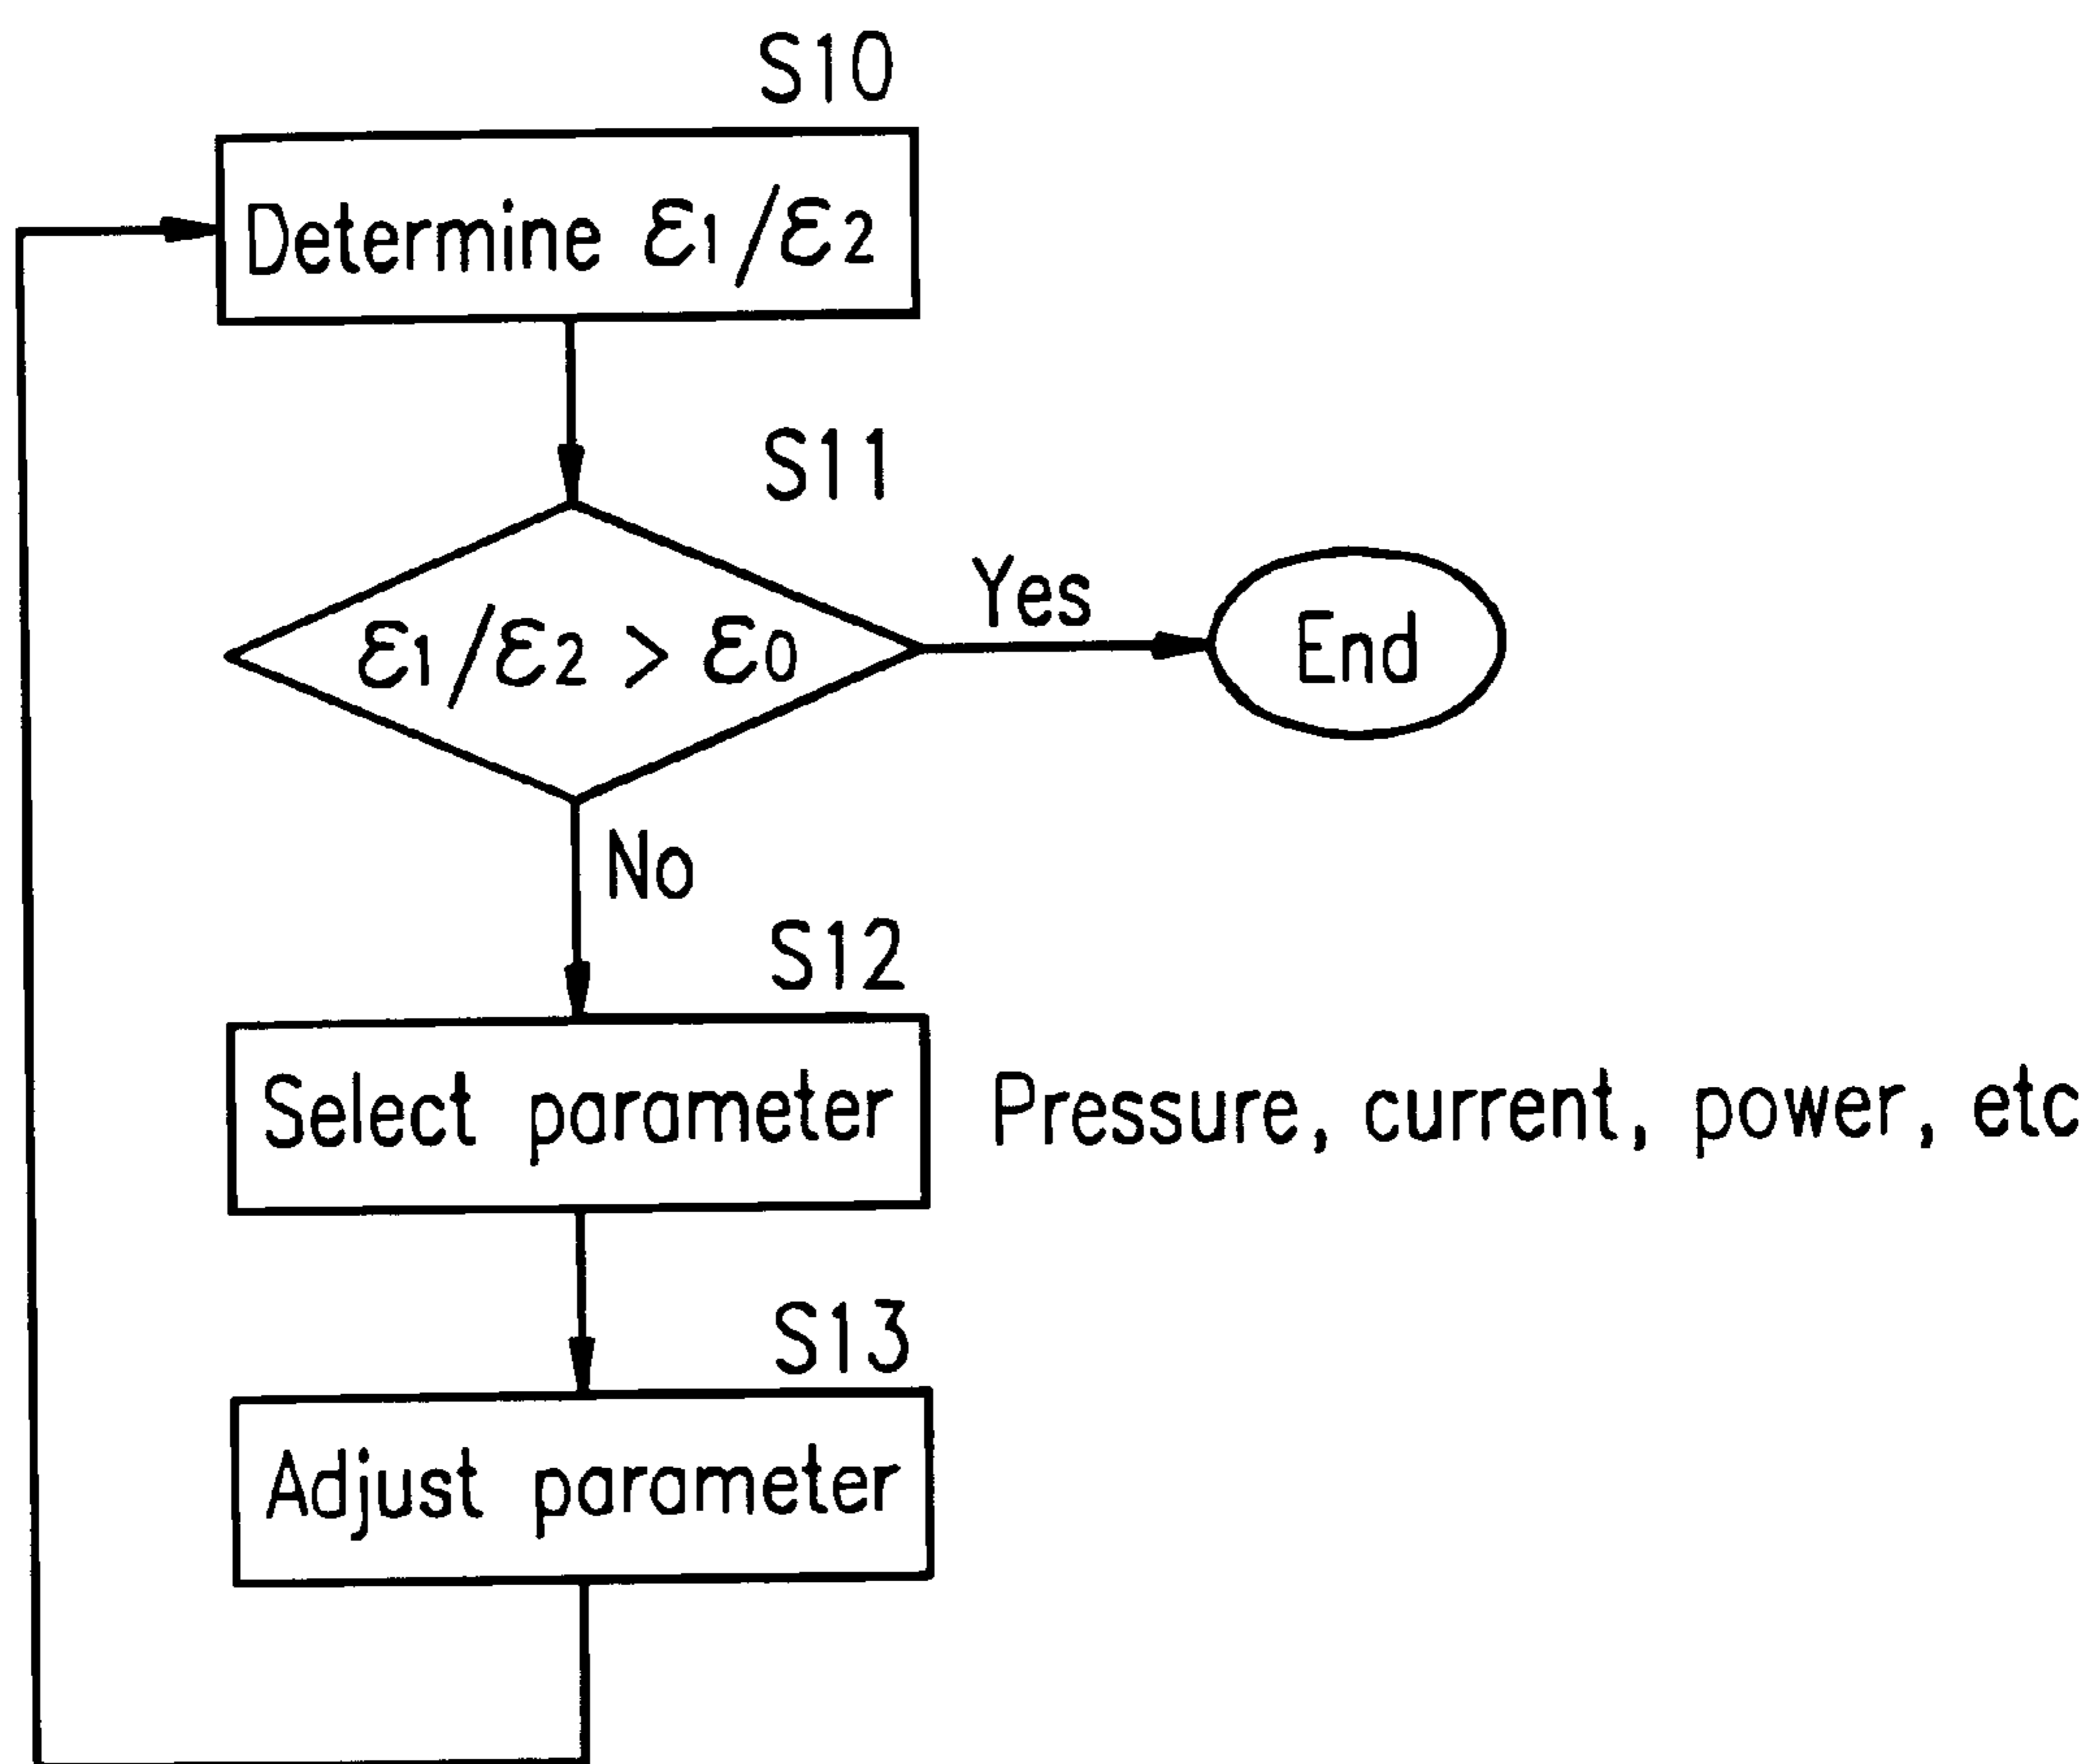 S10
Determine ε1/ε2
S11
ε1/ε2 > ε0
Yes
End
No
S12
Select parameter
Pressure, current, power, etc
S13
Adjust parameter